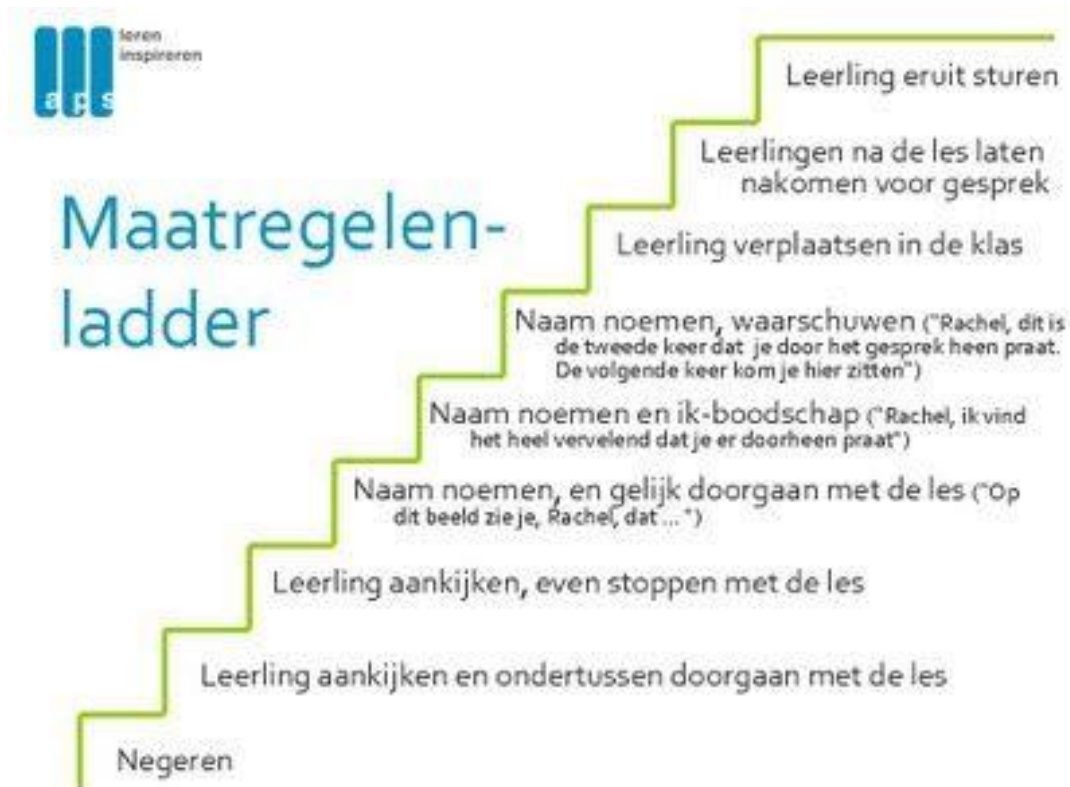 leren
inspireren
aps
Maatregelen-
ladder
Leerling eruit sturen
Leerlingen na de les laten
nakomen voor gesprek
Leerling verplaatsen in de klas
Naam noemen, waarschuwen ("Rachel, dit is
de tweede keer dat je door het gesprek heen praat.
De volgende keer kom je hier zitten")
Naam noemen en ik-boodschap ("Rachel, ik vind
het heel vervelend dat je er doorheen praat")
Naam noemen, en gelijk doorgaan met de les ("Op
dit beeld zie je, Rachel, dat ... ")
Leerling aankijken, even stoppen met de les
Leerling aankijken en ondertussen doorgaan met de les
Negeren